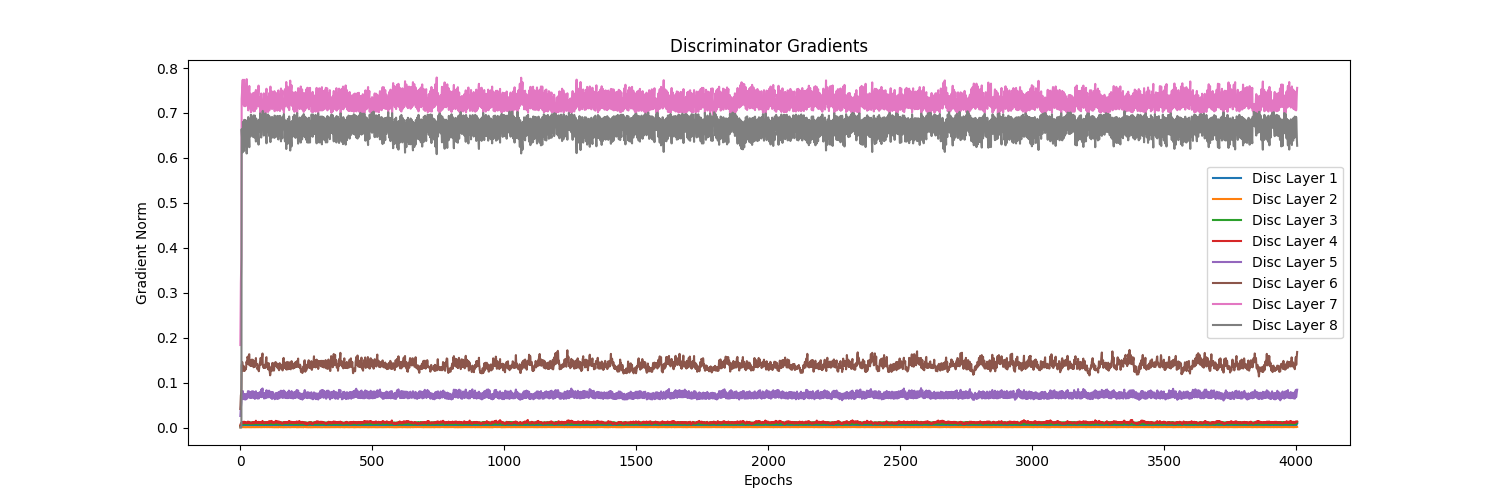 Discriminator Gradients
Gradient Norm
0.8
0.7
0.6
0.5
0.4
0.3
0.2
0.1
0.0
Disc Layer 1
Disc Layer 2
Disc Layer 3
Disc Layer 4
Disc Layer 5
Disc Layer 6
Disc Layer 7
Disc Layer 8
0 500 1000 1500 2000 2500 3000 3500 4000
Epochs